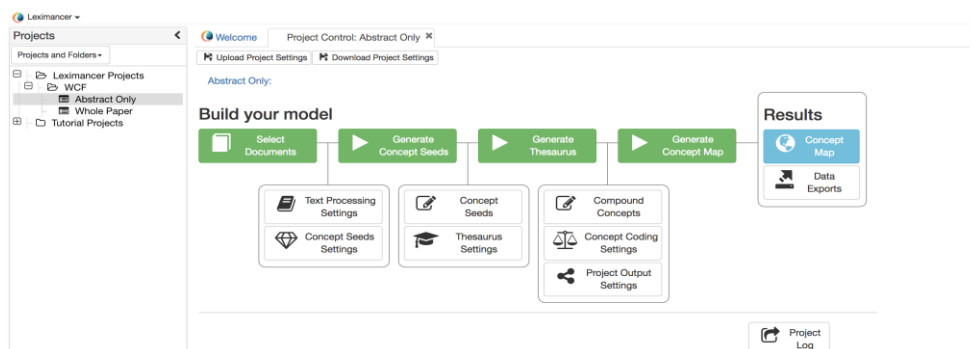 Leximancer
Projects
Welcome
Project Control: Abstract Only
Projects and Folders
Upload Project Settings
Download Project Settings
Leximancer Projects
WCF
Abstract Only
Whole Paper
Tutorial Projects
Abstract Only:
Build your model
Results
Select
Documents
Generate
Concept Seeds
Generate
Thesaurus
Generate
Concept Map
Concept
Map
Data
Exports
Text Processing
Settings
Concept Seeds
Settings
Concept
Seeds
Thesaurus
Settings
Compound
Concepts
Concept Coding
Settings
Project Output
Settings
Project
Log